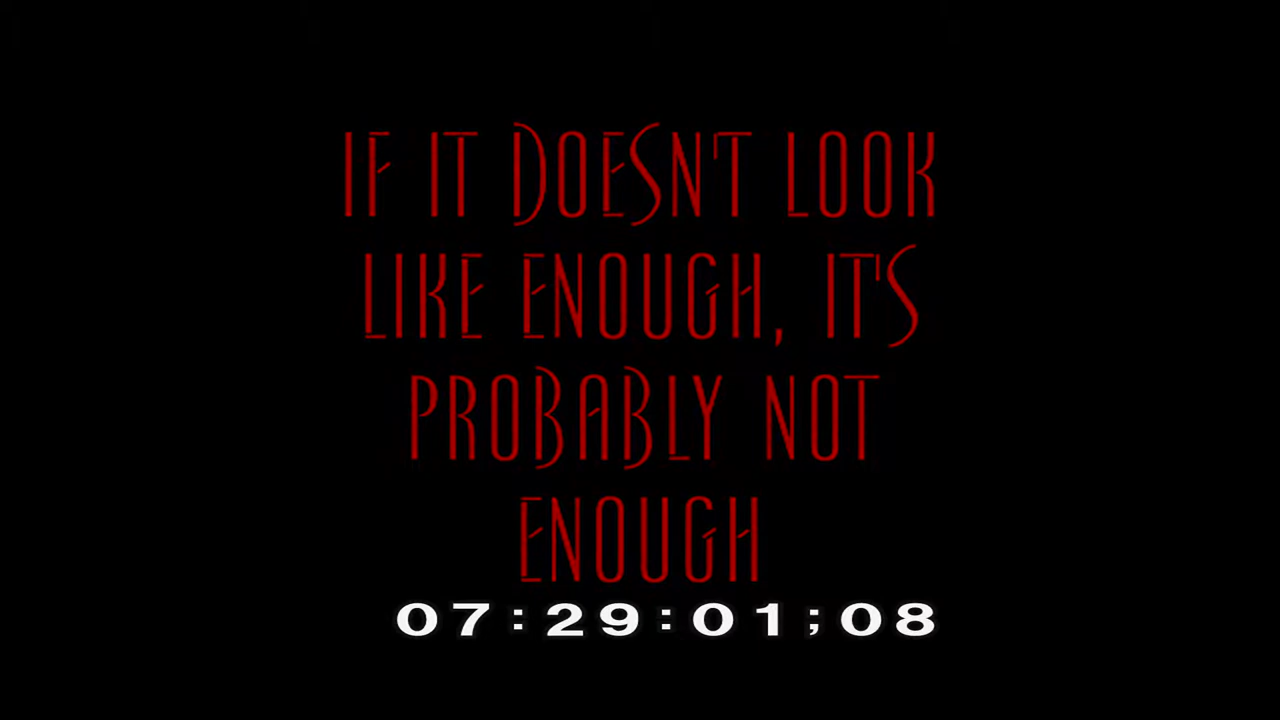 IF IT DOESN'T LOOK
LIKE ENOUGH, IT'S
PROBABLY NOT
ENOUGH
07:29:01;08